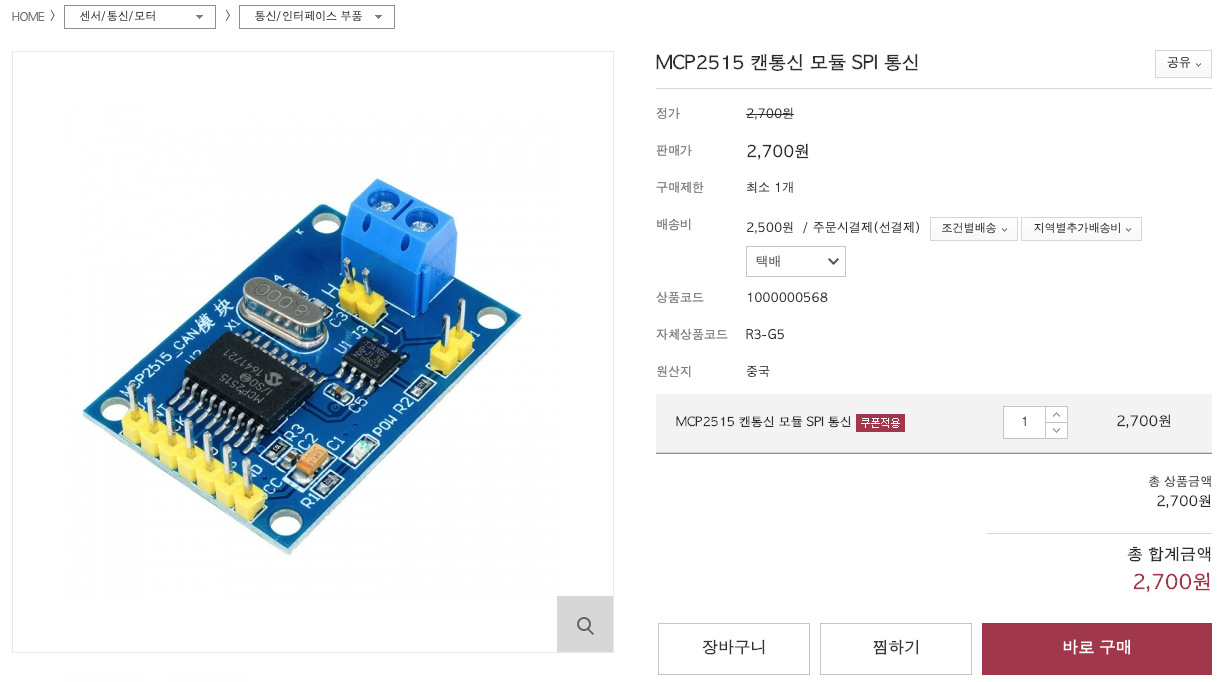 HOME 〉 센서/통신/모터 〉 통신/인터페이스 부품
MCP2515 캔통신 모듈 SPI 통신
공유
정가 2,700원
판매가 2,700원
구매제한 최소 1개
배송비 2,500원 / 주문시결제(선결제) 조건별배송 지역별추가배송비
택배
상품코드 1000000568
자체상품코드 R3-G5
원산지 중국
MCP2515 캔통신 모듈 SPI 통신 쿠폰적용 1 2,700원
총 상품금액
2,700원
총 합계금액
2,700원
장바구니 찜하기 바로 구매
MCP2515_CAN模块
X1
8.000
C4
C3
H
J3
U1
U2
MCP2515
I/SO
1641721
C5
R2
POW
R3
C2
C1
R1